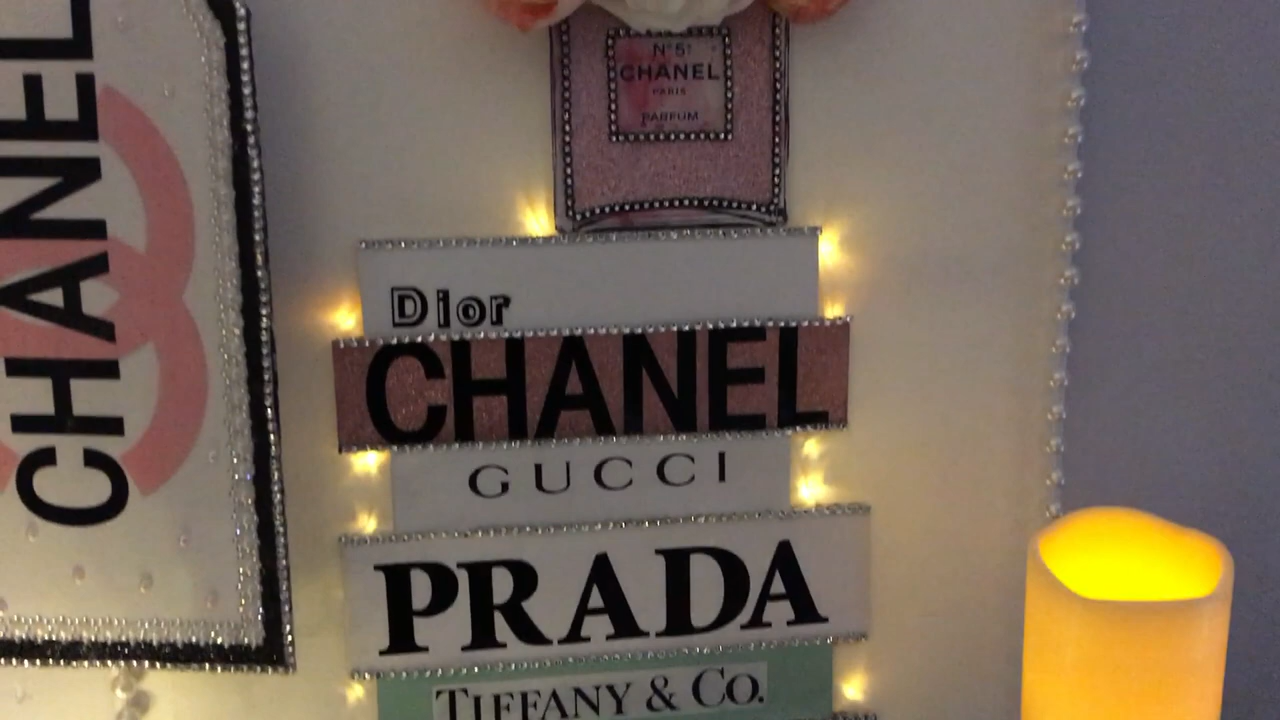 CHANEL
N°5
CHANEL
PARIS
PARFUM
Dior
CHANEL
GUCCI
PRADA
TIFFANY & CO.